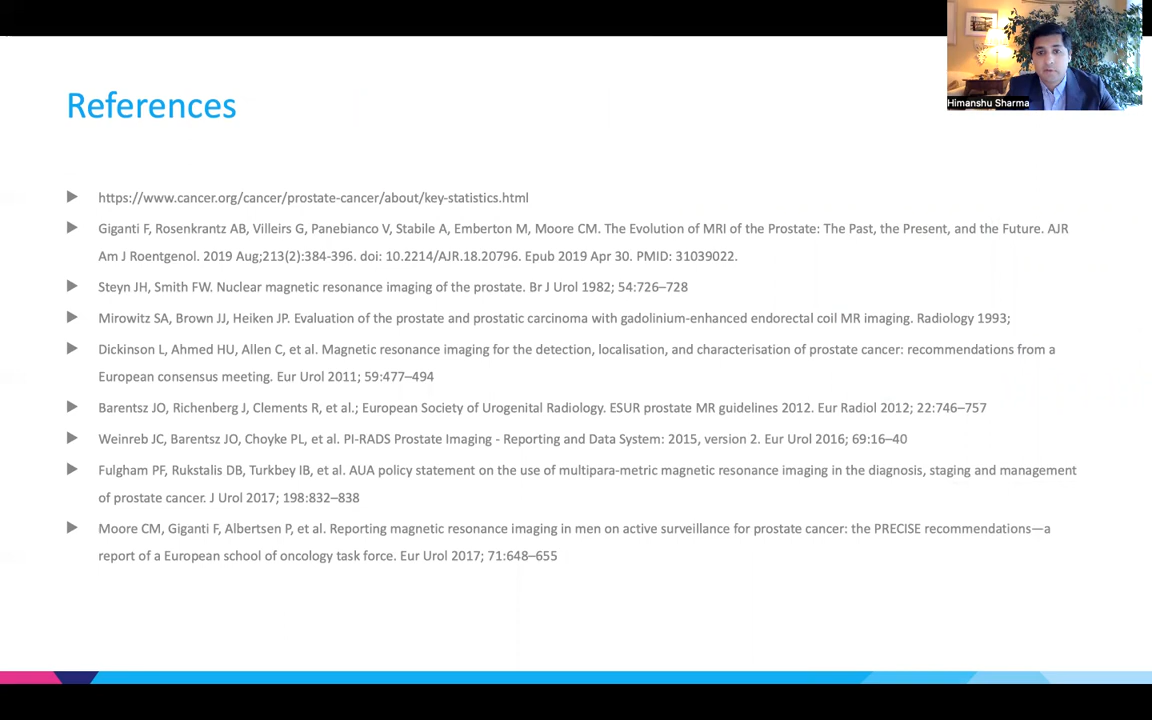 References
Himanshu Sharma
https://www.cancer.org/cancer/prostate-cancer/about/key-statistics.html
Giganti F, Rosenkrantz AB, Villeirs G, Panebianco V, Stabile A, Emberton M, Moore CM. The Evolution of MRI of the Prostate: The Past, the Present, and the Future. AJR
Am J Roentgenol. 2019 Aug;213(2):384-396. doi: 10.2214/AJR.18.20796. Epub 2019 Apr 30. PMID: 31039022.
Steyn JH, Smith FW. Nuclear magnetic resonance imaging of the prostate. Br J Urol 1982; 54:726–728
Mirowitz SA, Brown JJ, Heiken JP. Evaluation of the prostate and prostatic carcinoma with gadolinium-enhanced endorectal coil MR imaging. Radiology 1993;
Dickinson L, Ahmed HU, Allen C, et al. Magnetic resonance imaging for the detection, localisation, and characterisation of prostate cancer: recommendations from a
European consensus meeting. Eur Urol 2011; 59:477–494
Barentsz JO, Richenberg J, Clements R, et al.; European Society of Urogenital Radiology. ESUR prostate MR guidelines 2012. Eur Radiol 2012; 22:746–757
Weinreb JC, Barentsz JO, Choyke PL, et al. PI-RADS Prostate Imaging - Reporting and Data System: 2015, version 2. Eur Urol 2016; 69:16–40
Fulgham PF, Rukstalis DB, Turkbey IB, et al. AUA policy statement on the use of multipara-metric magnetic resonance imaging in the diagnosis, staging and management
of prostate cancer. J Urol 2017; 198:832–838
Moore CM, Giganti F, Albertsen P, et al. Reporting magnetic resonance imaging in men on active surveillance for prostate cancer: the PRECISE recommendations—a
report of a European school of oncology task force. Eur Urol 2017; 71:648–655